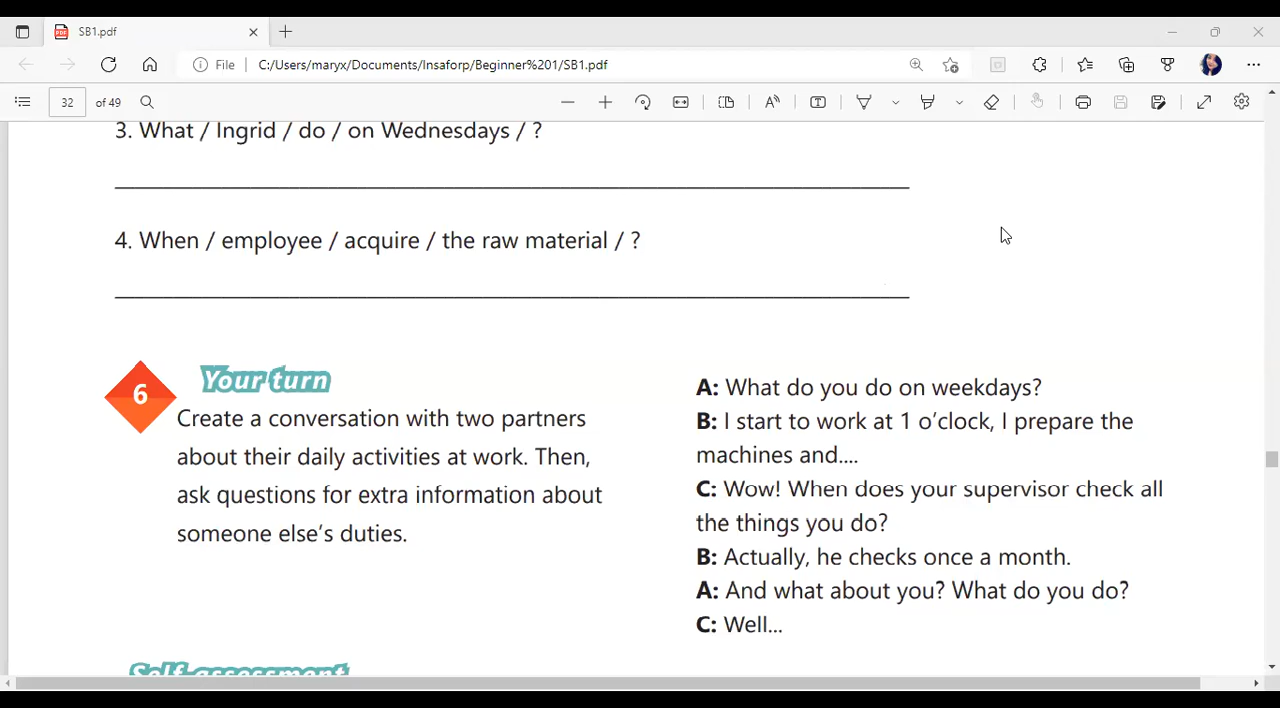 SB1.pdf
File
C:/Users/maryx/Documents/Insaforp/Beginner%201/SB1.pdf
32 of 49
3. What / Ingrid / do / on Wednesdays / ?
4. When / employee / acquire / the raw material / ?
6
Your turn
Create a conversation with two partners
about their daily activities at work. Then,
ask questions for extra information about
someone else's duties.
A: What do you do on weekdays?
B: I start to work at 1 o'clock, I prepare the
machines and....
C: Wow! When does your supervisor check all
the things you do?
B: Actually, he checks once a month.
A: And what about you? What do you do?
C: Well...
Self-assessment